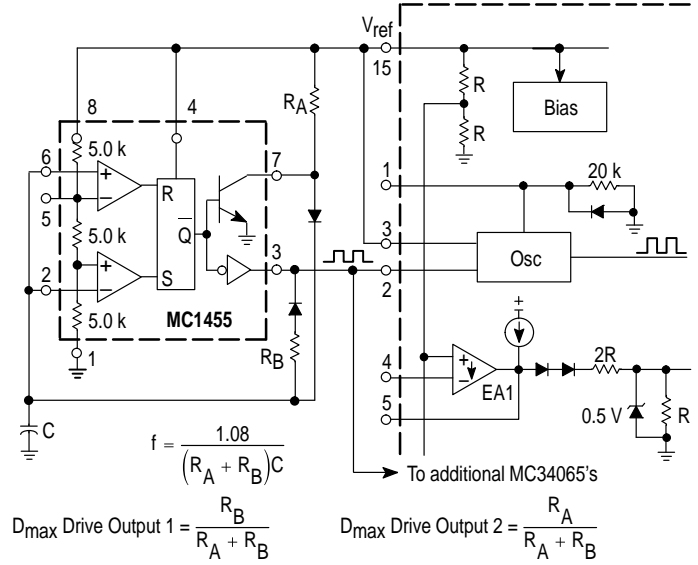 Vref
15
8
4
RA
R
Bias
R
5.0 k
6
7
1
20 k
+
R
−
5
Q
3
3
5.0 k
Osc
2
+
S
−
2
MC1455
5.0 k
RB
+
1
4
+
−
EA1
2R
5
0.5 V
R
C
f = 1.08 / (RA + RB)C
To additional MC34065's
Dmax Drive Output 1 = RB / RA + RB
Dmax Drive Output 2 = RA / RA + RB